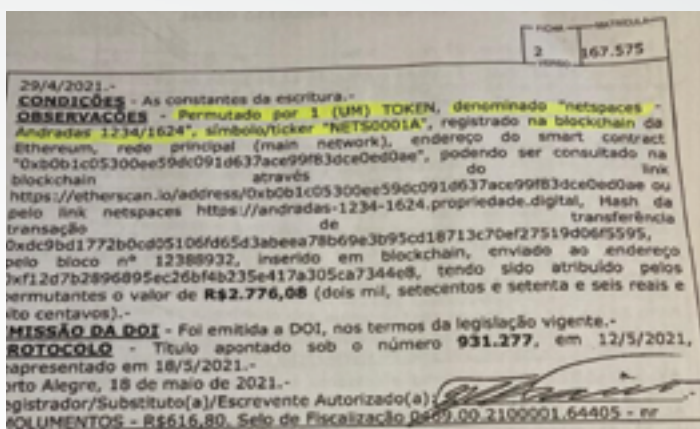 FICHA MATRÍCULA
2 167.575
VERSO
29/4/2021.-
CONDIÇÕES - As constantes da escritura.-
OBSERVAÇÕES - Permutado por 1 (UM) TOKEN, denominado "netspaces -
Andradas 1234/1624", símbolo/ticker "NETS0001A", registrado na blockchain da
Ethereum, rede principal (main network), endereço do smart contract
"0xb0b1c05300ee59dc091d637ace99f83dce0ed0ae", podendo ser consultado na
blockchain através do link
https://etherscan.io/address/0xb0b1c05300ee59dc091d637ace99f83dce0ed0ae ou
pelo link netspaces https://andradas-1234-1624.propriedade.digital, Hash da
transação de transferência
0xdc9bd1772b0cd05106fd65d3abeea78b69e3b95cd18713c70ef27519d06f5595,
pelo bloco nº 12388932, inserido em blockchain, enviado ao endereço
0xf12d7b2896895ec26bf4b235e417a305ca7344e8, tendo sido atribuído pelos
permutantes o valor de R$2.776,08 (dois mil, setecentos e setenta e seis reais e
oito centavos).-
EMISSÃO DA DOI - Foi emitida a DOI, nos termos da legislação vigente.-
PROTOCOLO - Título apontado sob o número 931.277, em 12/5/2021,
reapresentado em 18/5/2021.-
Porto Alegre, 18 de maio de 2021.-
Registrador/Substituto(a)/Escrevente Autorizado(a):
EMOLUMENTOS - R$616,80. Selo de Fiscalização 0469.00.2100001.64405 - nr